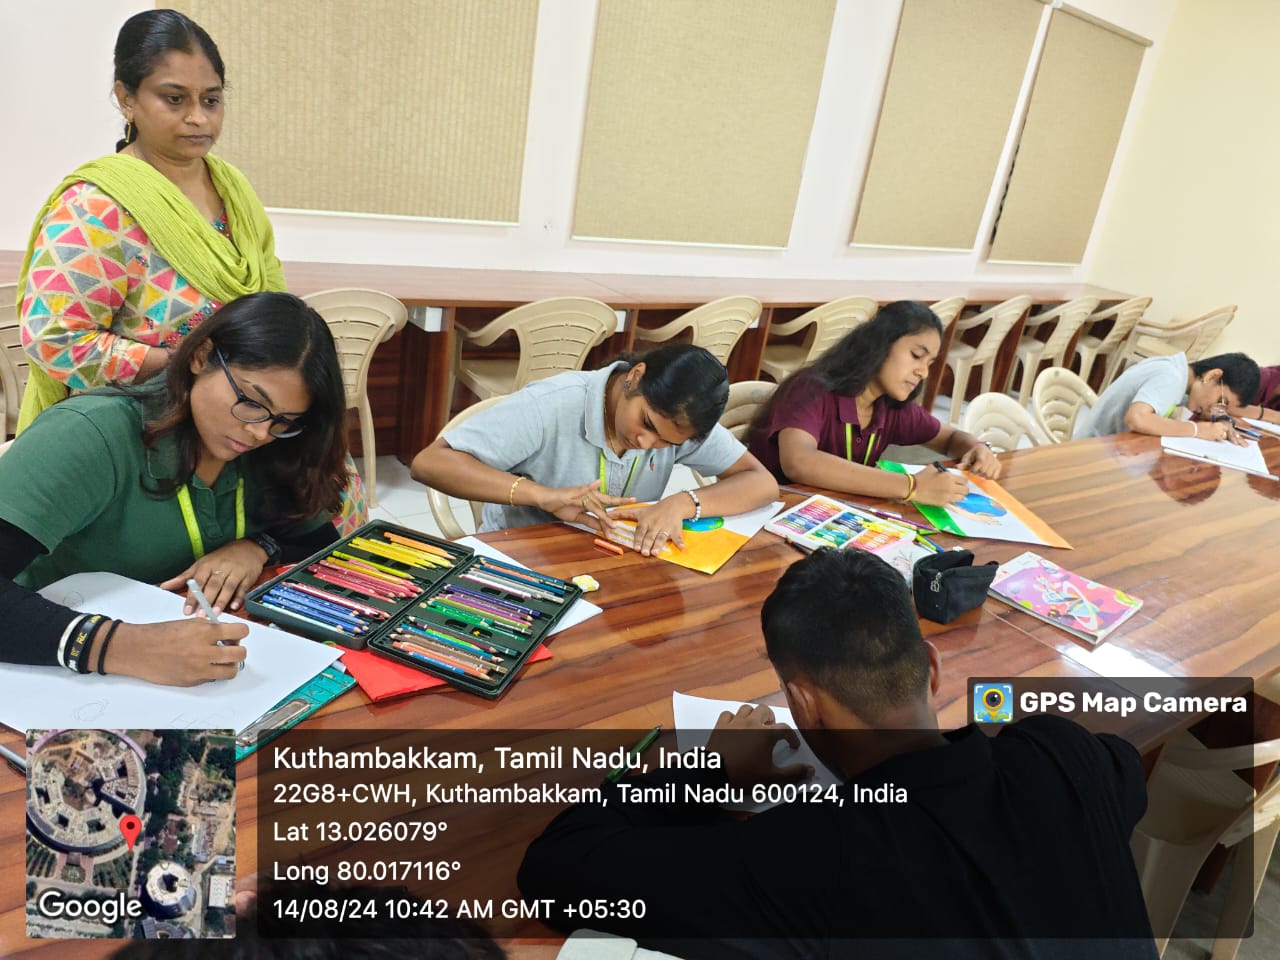 GPS Map Camera
Kuthambakkam, Tamil Nadu, India
22G8+CWH, Kuthambakkam, Tamil Nadu 600124, India
Lat 13.026079°
Long 80.017116°
14/08/24 10:42 AM GMT +05:30
Google